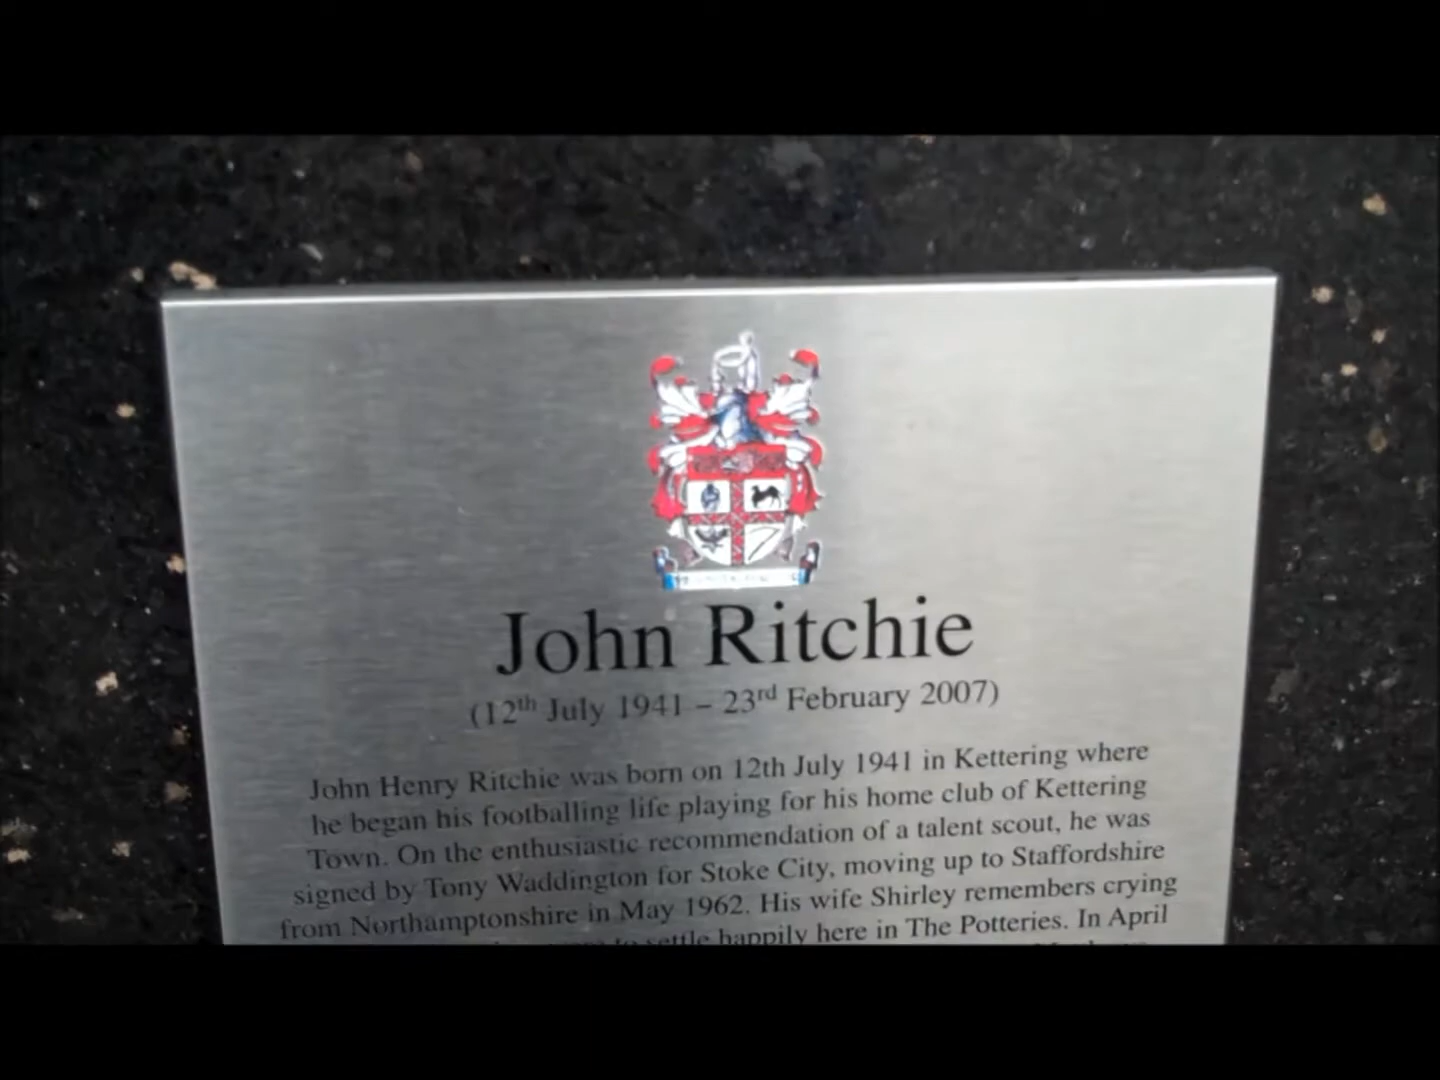 John Ritchie
(12th July 1941 – 23rd February 2007)
John Henry Ritchie was born on 12th July 1941 in Kettering where
he began his footballing life playing for his home club of Kettering
Town. On the enthusiastic recommendation of a talent scout, he was
signed by Tony Waddington for Stoke City, moving up to Staffordshire
from Northamptonshire in May 1962. His wife Shirley remembers crying
to settle happily here in The Potteries. In April